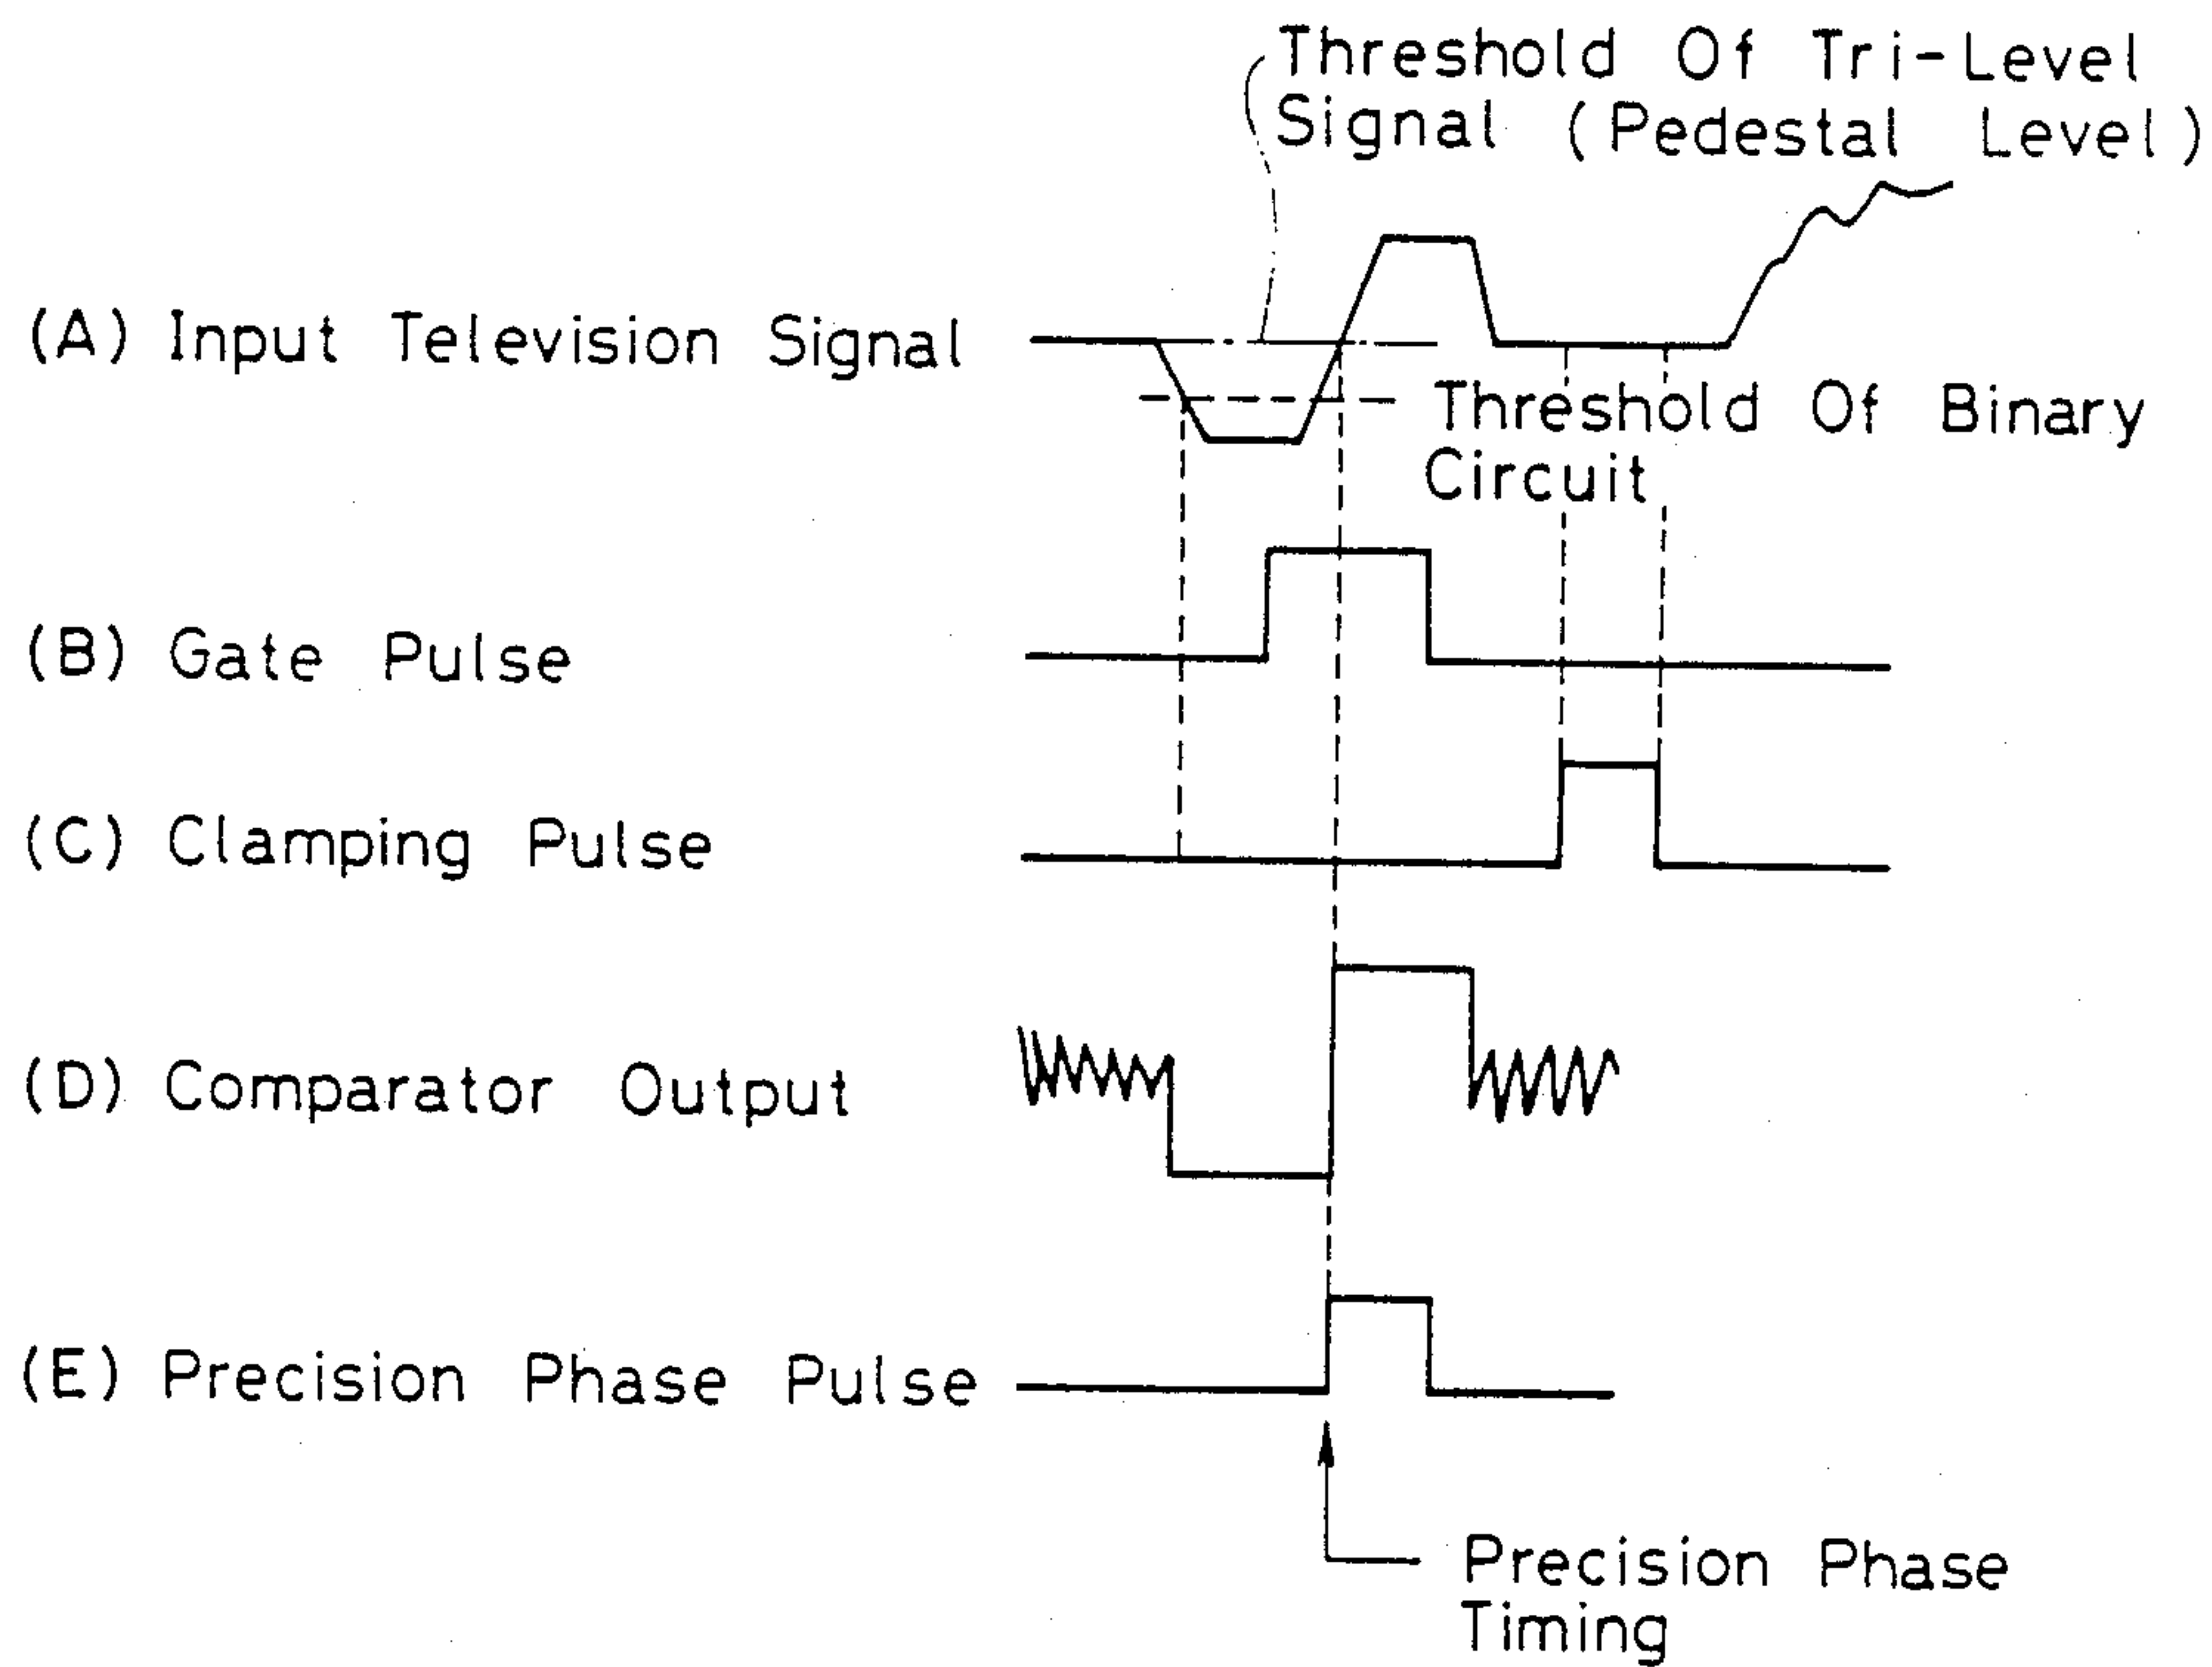 Threshold Of Tri-Level
Signal (Pedestal Level)
(A) Input Television Signal
Threshold Of Binary
Circuit
(B) Gate Pulse
(C) Clamping Pulse
(D) Comparator Output
(E) Precision Phase Pulse
Precision Phase
Timing